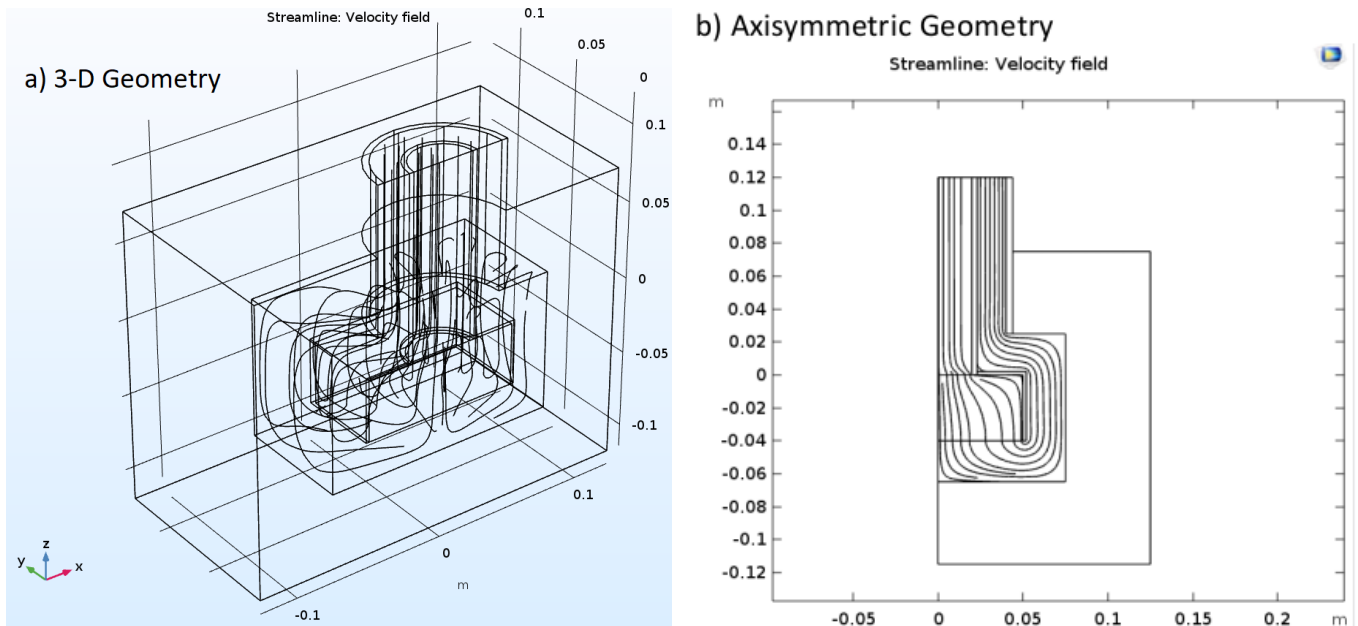 Streamline: Velocity field
a) 3-D Geometry
0.1
0.05
0
0.1
0.05
0
-0.05
-0.1
0.1
0
-0.1
m
z
y
x
b) Axisymmetric Geometry
Streamline: Velocity field
m
0.14
0.12
0.1
0.08
0.06
0.04
0.02
0
-0.02
-0.04
-0.06
-0.08
-0.1
-0.12
-0.05 0 0.05 0.1 0.15 0.2 m